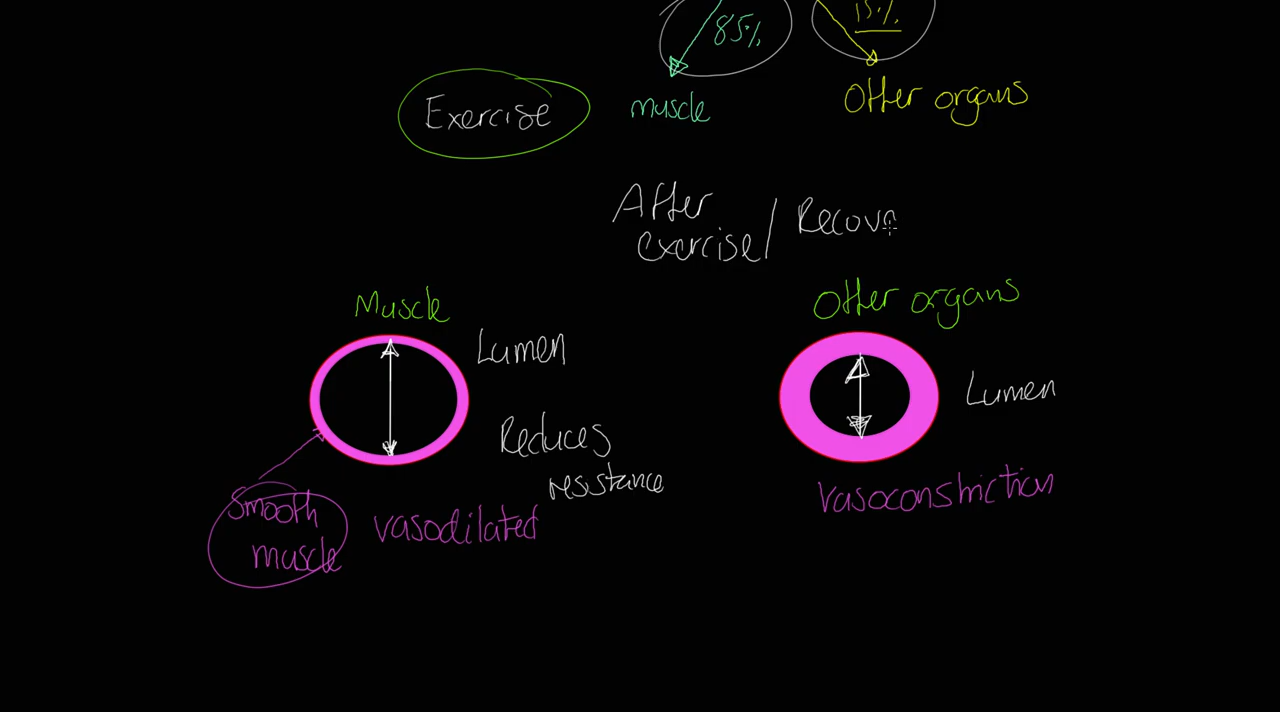 85%
15%
Exercise
muscle
Other organs
After
exercise/ Recove
Muscle
Other organs
Lumen
Lumen
Reduces
resistance
Smooth
muscle
vasodilated
vasoconstriction